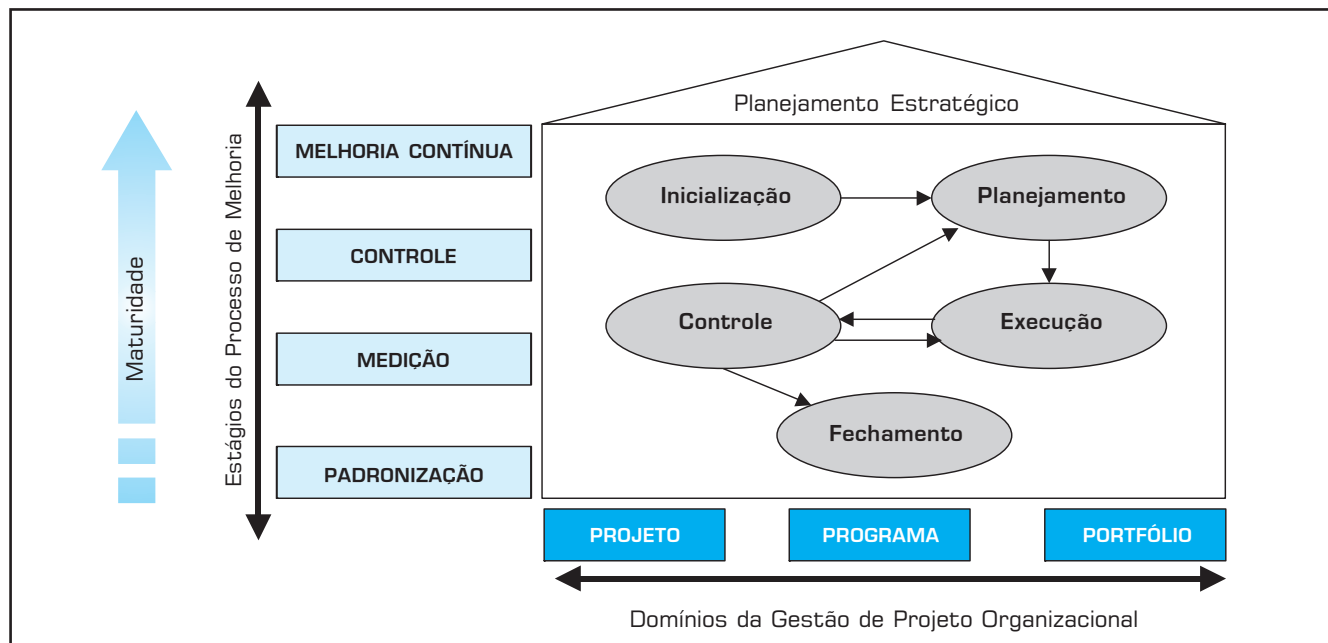 Planejamento Estratégico
Maturidade
Estágios do Processo de Melhoria
MELHORIA CONTÍNUA
CONTROLE
MEDIÇÃO
PADRONIZAÇÃO
Inicialização
Planejamento
Controle
Execução
Fechamento
PROJETO
PROGRAMA
PORTFÓLIO
Domínios da Gestão de Projeto Organizacional